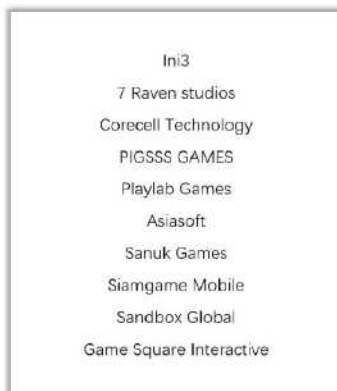 Ini3
7 Raven studios
Corecell Technology
PIGSSS GAMES
Playlab Games
Asiasoft
Sanuk Games
Siamgame Mobile
Sandbox Global
Game Square Interactive